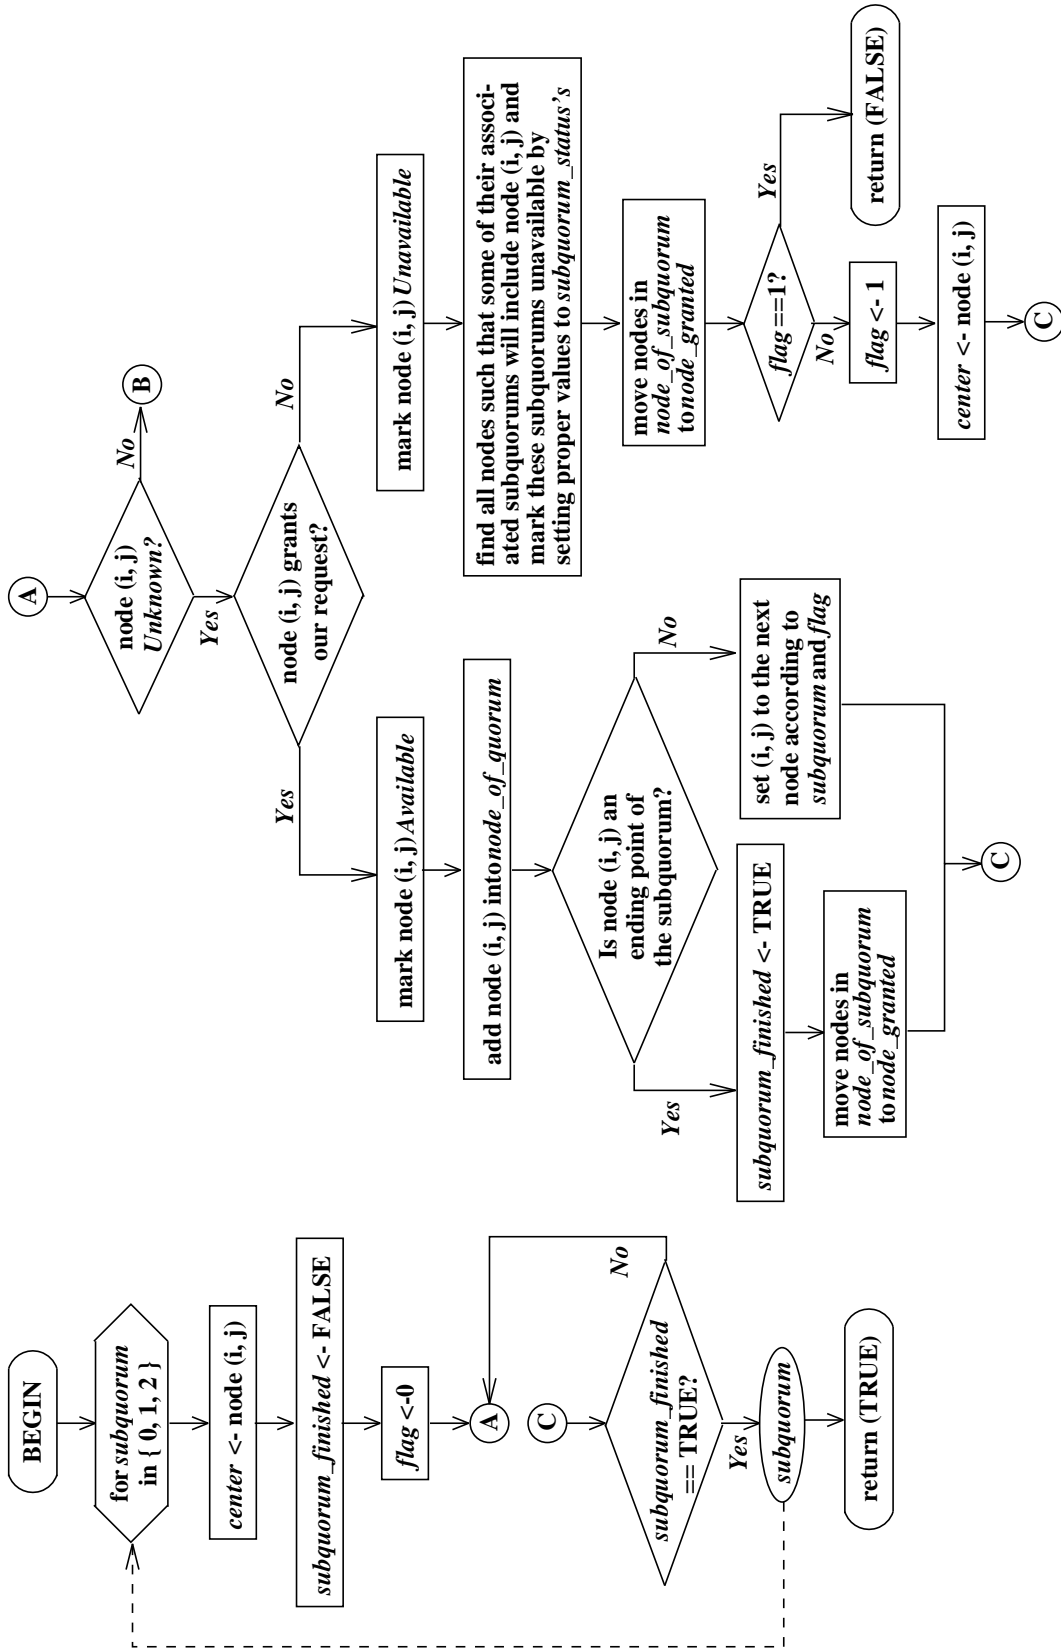 BEGIN
for subquorum
in { 0, 1, 2 }
center <- node (i, j)
subquorum_finished <- FALSE
flag <-0
A
C
subquorum_finished
== TRUE?
No
Yes
subquorum
return (TRUE)
A
node (i, j)
Unknown?
No
B
Yes
node (i, j) grants
our request?
Yes
No
mark node (i, j) Available
add node (i, j) intonode_of_quorum
Is node (i, j) an
ending point of
the subquorum?
Yes
No
subquorum_finished <- TRUE
move nodes in
node_of_subquorum
to node_granted
set (i, j) to the next
node according to
subquorum and flag
C
mark node (i, j) Unavailable
find all nodes such that some of their associ-
ated subquorums will include node (i, j) and
mark these subquorums unavailable by
setting proper values to subquorum_status's
move nodes in
node_of_subquorum
tonode_granted
flag ==1?
Yes
No
return (FALSE)
flag <- 1
center <- node (i, j)
C